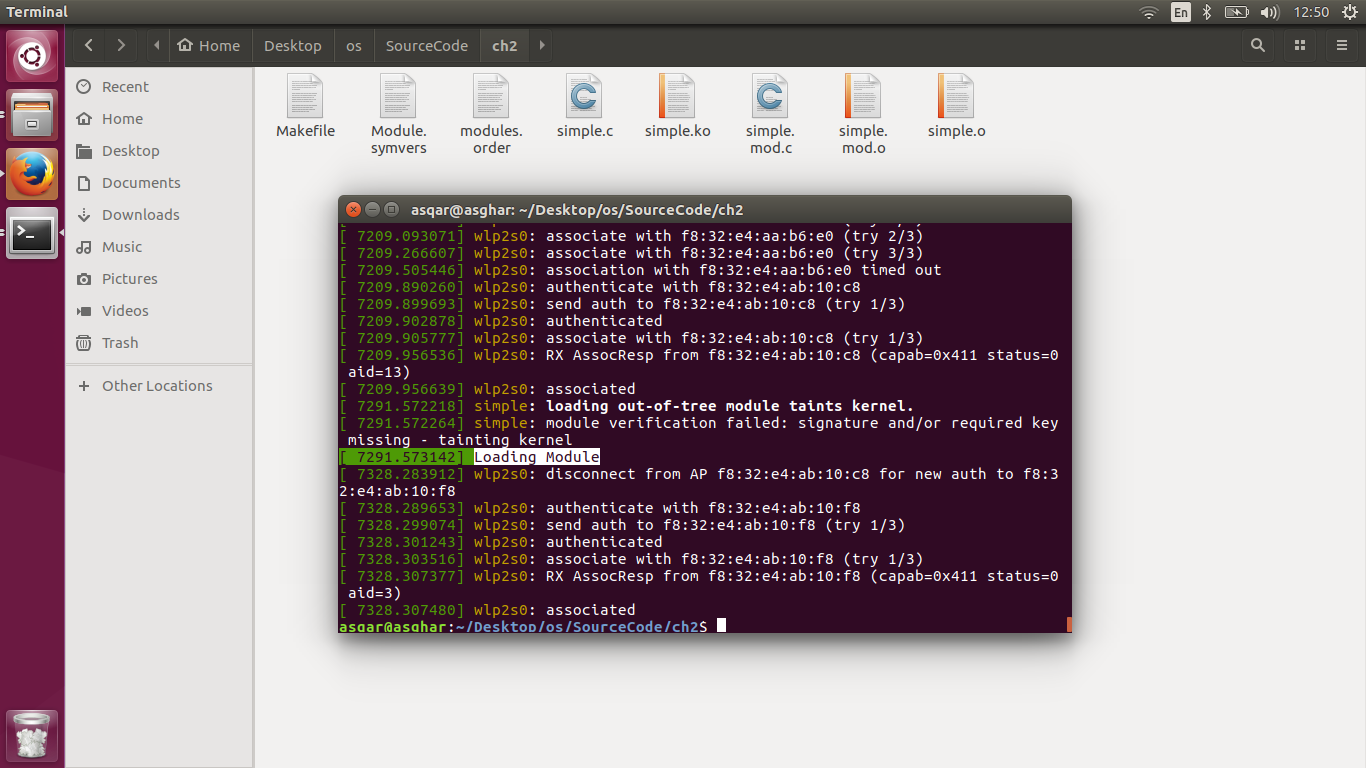 Terminal
En
12:50
Home
Desktop
os
SourceCode
ch2
Recent
Home
Desktop
Documents
Downloads
Music
Pictures
Videos
Trash
Other Locations
Makefile
Module.
symvers
modules.
order
simple.c
simple.ko
simple.
mod.c
simple.
mod.o
simple.o
asqar@asghar: ~/Desktop/os/SourceCode/ch2
[ 7209.093071] wlp2s0: associate with f8:32:e4:aa:b6:e0 (try 2/3)
[ 7209.266607] wlp2s0: associate with f8:32:e4:aa:b6:e0 (try 3/3)
[ 7209.505446] wlp2s0: association with f8:32:e4:aa:b6:e0 timed out
[ 7209.890260] wlp2s0: authenticate with f8:32:e4:ab:10:c8
[ 7209.899693] wlp2s0: send auth to f8:32:e4:ab:10:c8 (try 1/3)
[ 7209.902878] wlp2s0: authenticated
[ 7209.905777] wlp2s0: associate with f8:32:e4:ab:10:c8 (try 1/3)
[ 7209.956536] wlp2s0: RX AssocResp from f8:32:e4:ab:10:c8 (capab=0x411 status=0
aid=13)
[ 7209.956639] wlp2s0: associated
[ 7291.572218] simple: loading out-of-tree module taints kernel.
[ 7291.572264] simple: module verification failed: signature and/or required key
missing - tainting kernel
[ 7291.573142] Loading Module
[ 7328.283912] wlp2s0: disconnect from AP f8:32:e4:ab:10:c8 for new auth to f8:3
2:e4:ab:10:f8
[ 7328.289653] wlp2s0: authenticate with f8:32:e4:ab:10:f8
[ 7328.299074] wlp2s0: send auth to f8:32:e4:ab:10:f8 (try 1/3)
[ 7328.301243] wlp2s0: authenticated
[ 7328.303516] wlp2s0: associate with f8:32:e4:ab:10:f8 (try 1/3)
[ 7328.307377] wlp2s0: RX AssocResp from f8:32:e4:ab:10:f8 (capab=0x411 status=0
aid=3)
[ 7328.307480] wlp2s0: associated
asqar@asghar:~/Desktop/os/SourceCode/ch2$